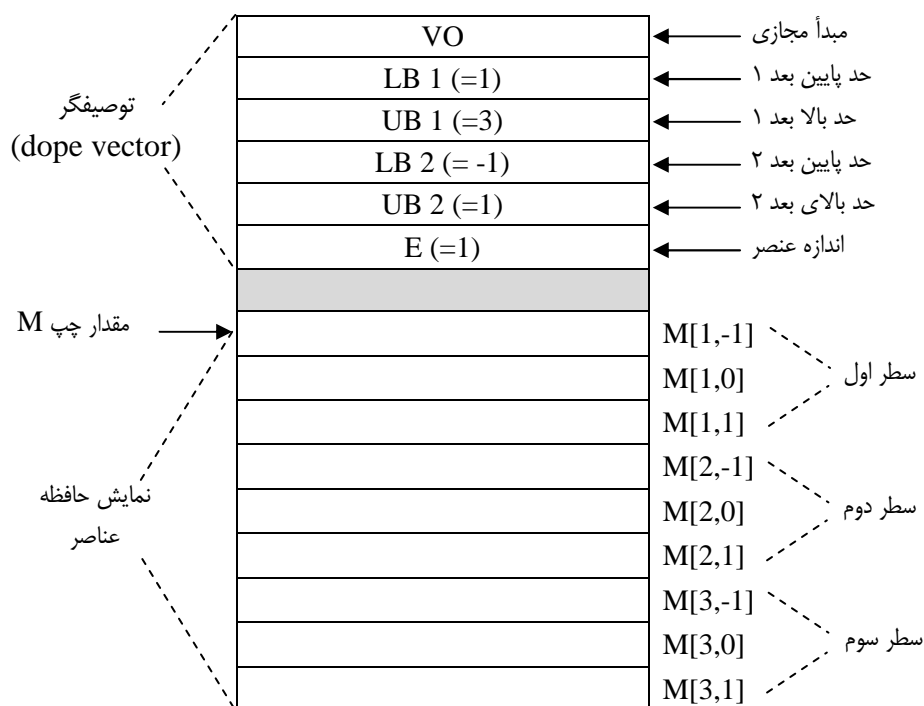 VO
مبدأ مجازی
LB 1 (=1)
حد پایین بعد ۱
UB 1 (=3)
حد بالا بعد ۱
توصیفگر
(dope vector)
LB 2 (= -1)
حد پایین بعد ۲
UB 2 (=1)
حد بالای بعد ۲
E (=1)
اندازه عنصر
مقدار چپ M
M[1,-1]
M[1,0]
سطر اول
M[1,1]
M[2,-1]
نمایش حافظه
عناصر
M[2,0]
سطر دوم
M[2,1]
M[3,-1]
M[3,0]
سطر سوم
M[3,1]